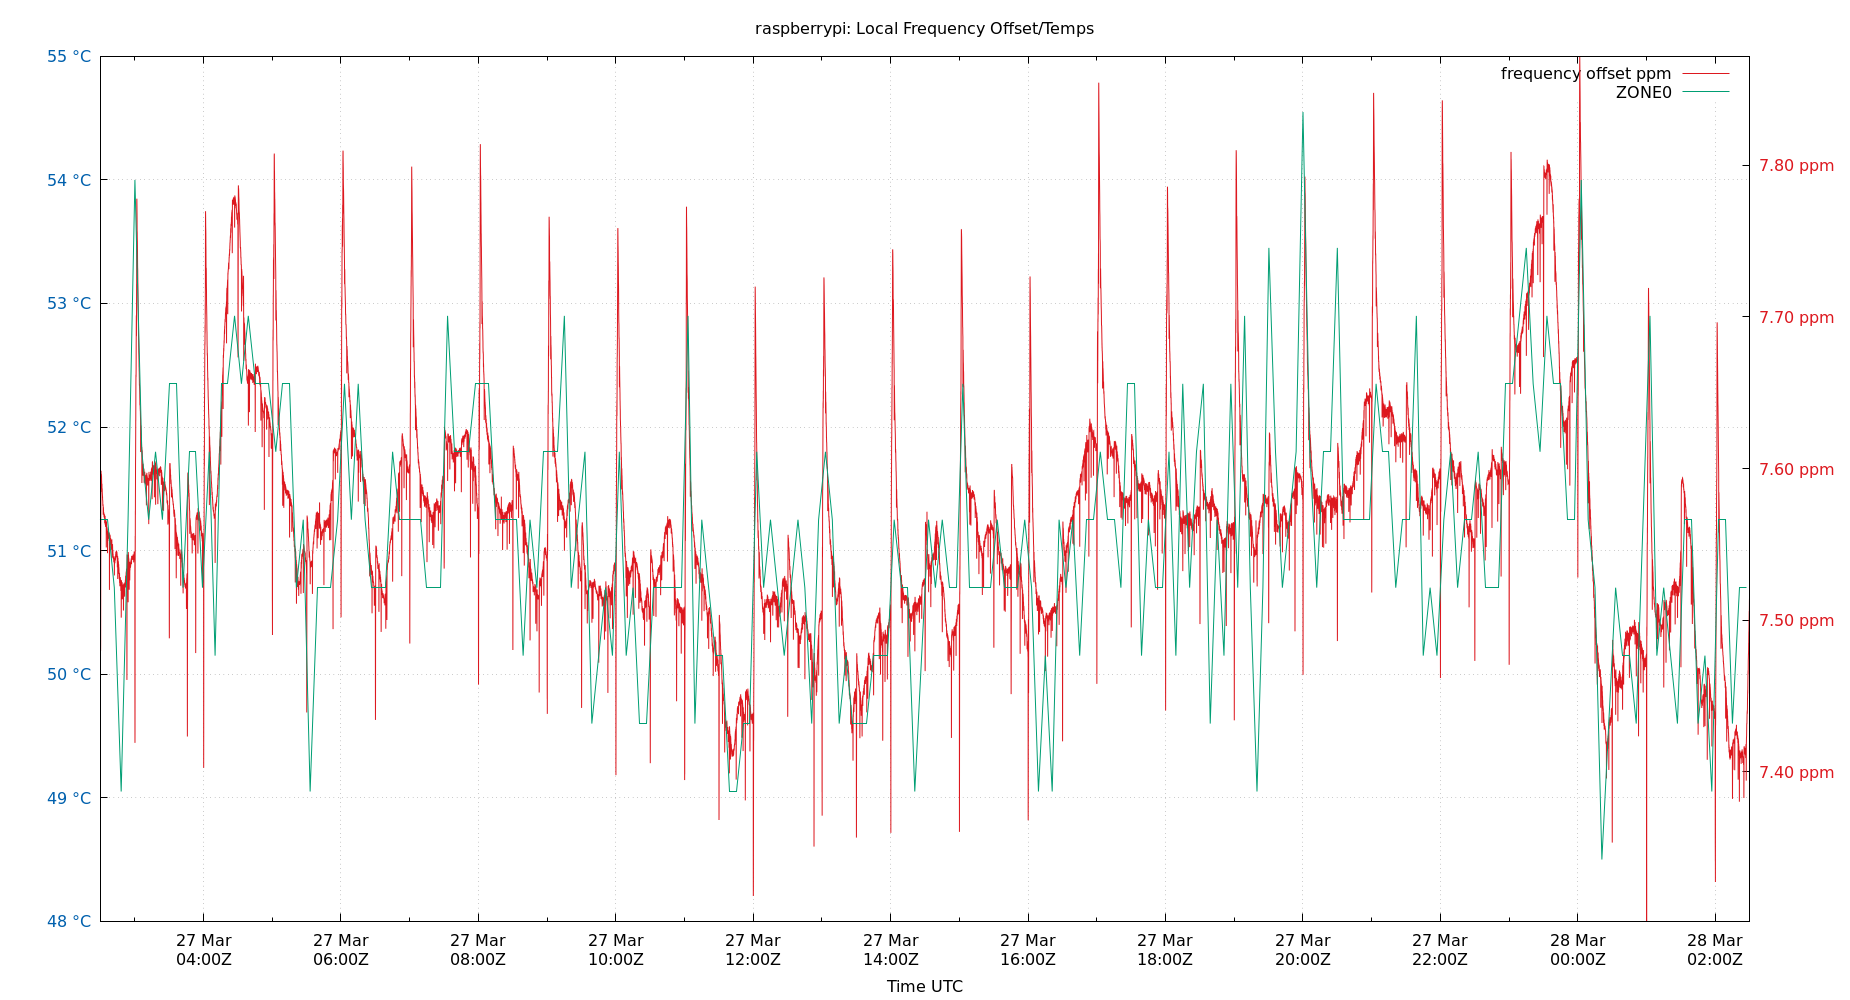 raspberrypi: Local Frequency Offset/Temps
frequency offset ppm
ZONE0
55 °C
54 °C
53 °C
52 °C
51 °C
50 °C
49 °C
48 °C
7.80 ppm
7.70 ppm
7.60 ppm
7.50 ppm
7.40 ppm
27 Mar
04:00Z
27 Mar
06:00Z
27 Mar
08:00Z
27 Mar
10:00Z
27 Mar
12:00Z
27 Mar
14:00Z
27 Mar
16:00Z
27 Mar
18:00Z
27 Mar
20:00Z
27 Mar
22:00Z
28 Mar
00:00Z
28 Mar
02:00Z
Time UTC